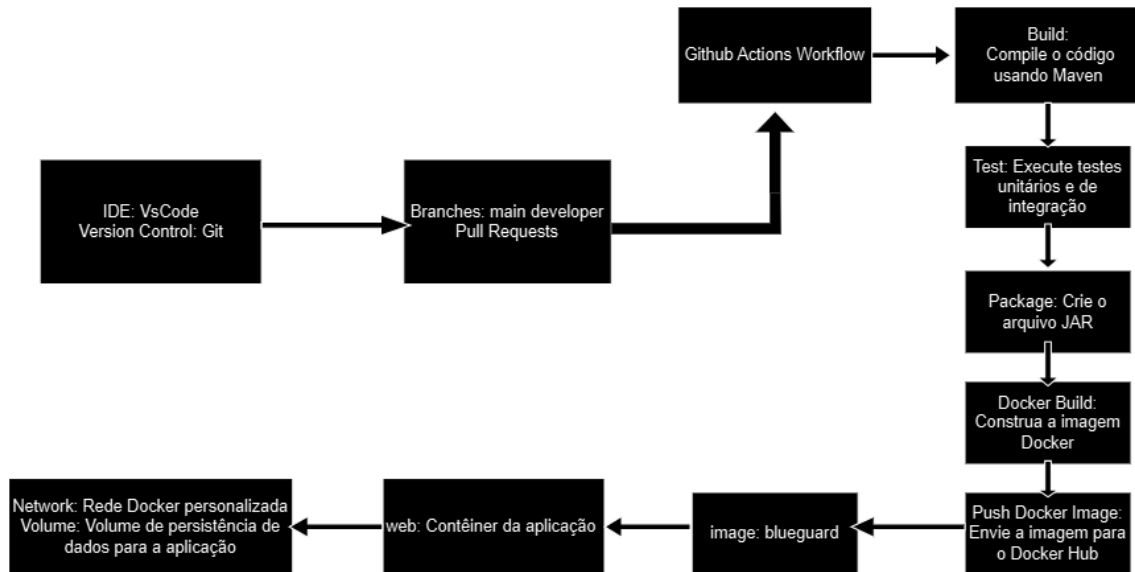 IDE: VsCode
Version Control: Git
Branches: main developer
Pull Requests
Github Actions Workflow
Build:
Compile o código
usando Maven
Test: Execute testes
unitários e de
integração
Package: Crie o
arquivo JAR
Docker Build:
Construa a imagem
Docker
Push Docker Image:
Envie a imagem para
o Docker Hub
image: blueguard
web: Contêiner da aplicação
Network: Rede Docker personalizada
Volume: Volume de persistência de
dados para a aplicação